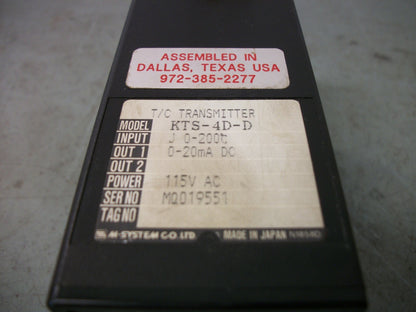 ASSEMBLED IN
DALLAS, TEXAS USA
972-385-2277
T/C TRANSMITTER
MODEL KTS-4D-D
INPUT J 0-200
OUT 1 0-20mA DC
OUT 2
POWER 115V AC
SER NO MQ019551
TAG NO
M-SYSTEM CO.,LTD. MADE IN JAPAN